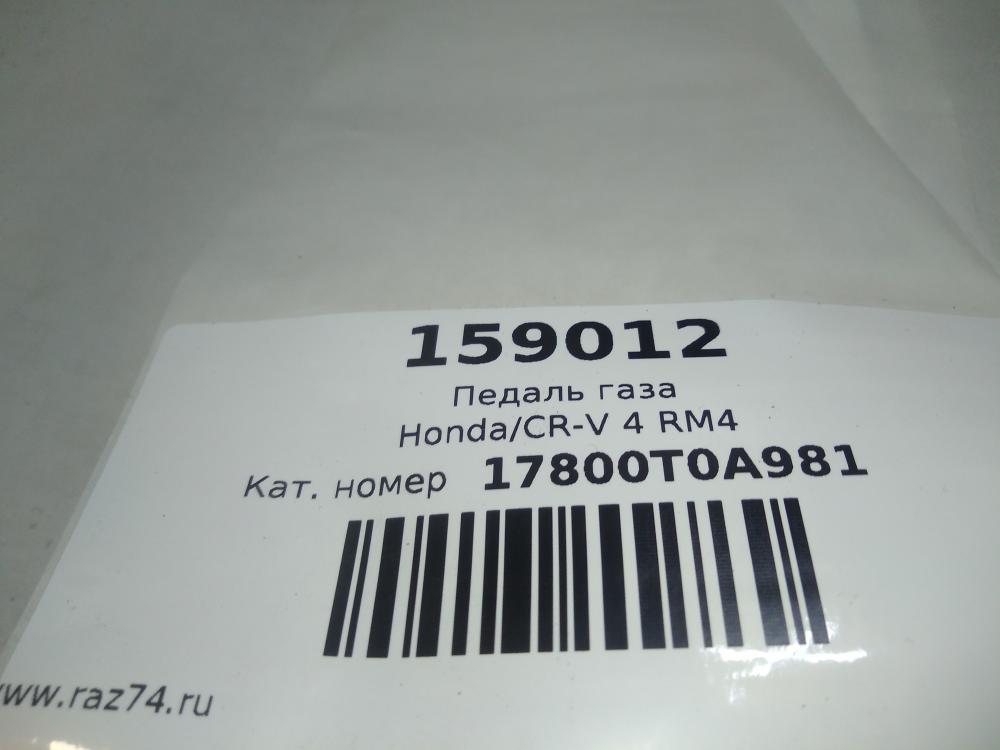 159012
Педаль газа
Honda/CR-V 4 RM4
Кат. номер 17800T0A981
www.raz74.ru